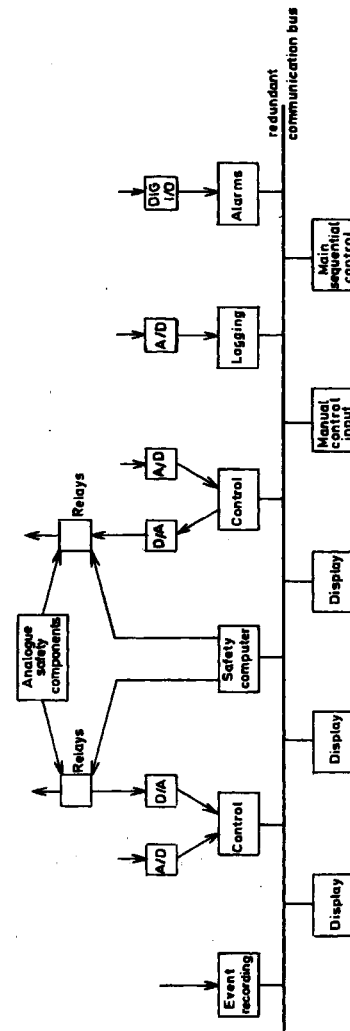 Analogue
safety
components
Relays
Relays
A/D
D/A
D/A
A/D
A/D
DIG
I/O
Event
recording
Control
Safety
computer
Control
Logging
Alarms
redundant
communication bus
Display
Display
Display
Manual
control
input
Main
sequential
control